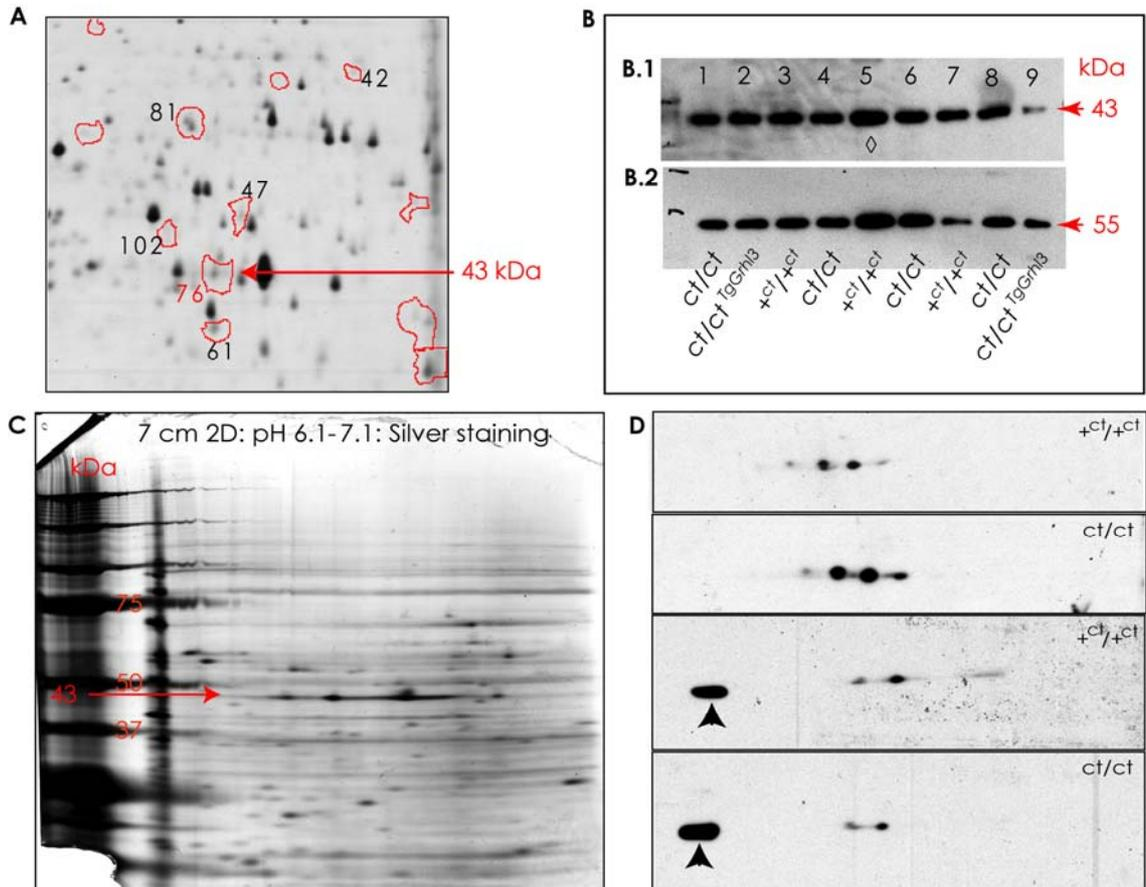 A
42
81
47
102
43 kDa
76
61
B
B.1
1 2 3 4 5 6 7 8 9
kDa
43
◊
B.2
55
ct/ct
ct/ct TgGrhl3
+ct/+ct
ct/ct
+ct/+ct
ct/ct
+ct/+ct
ct/ct
ct/ct TgGrhl3
C
7 cm 2D: pH 6.1-7.1: Silver staining
kDa
75
50
43
37
D
+ct/+ct
ct/ct
+ct/+ct
ct/ct